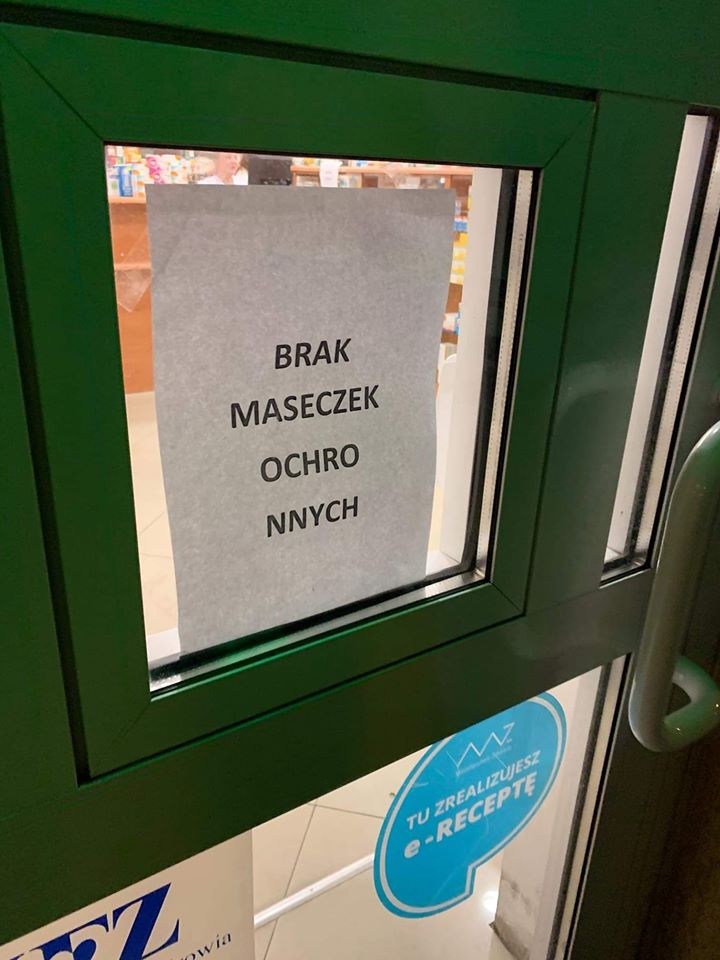 BRAK
MASECZEK
OCHRO
NNYCH
TU ZREALIZUJESZ
e-RECEPTĘ